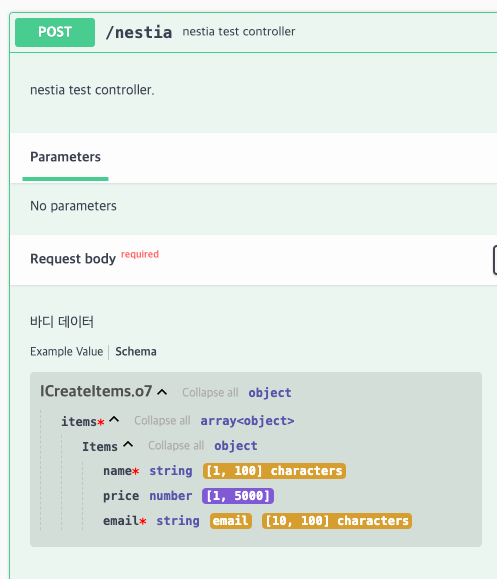 POST /nestia nestia test controller
nestia test controller.
Parameters
No parameters
Request body required
바디 데이터
Example Value Schema
ICreateItems.o7 Collapse all object
items* Collapse all array<object>
Items Collapse all object
name* string [1, 100] characters
price number [1, 5000]
email* string email [10, 100] characters